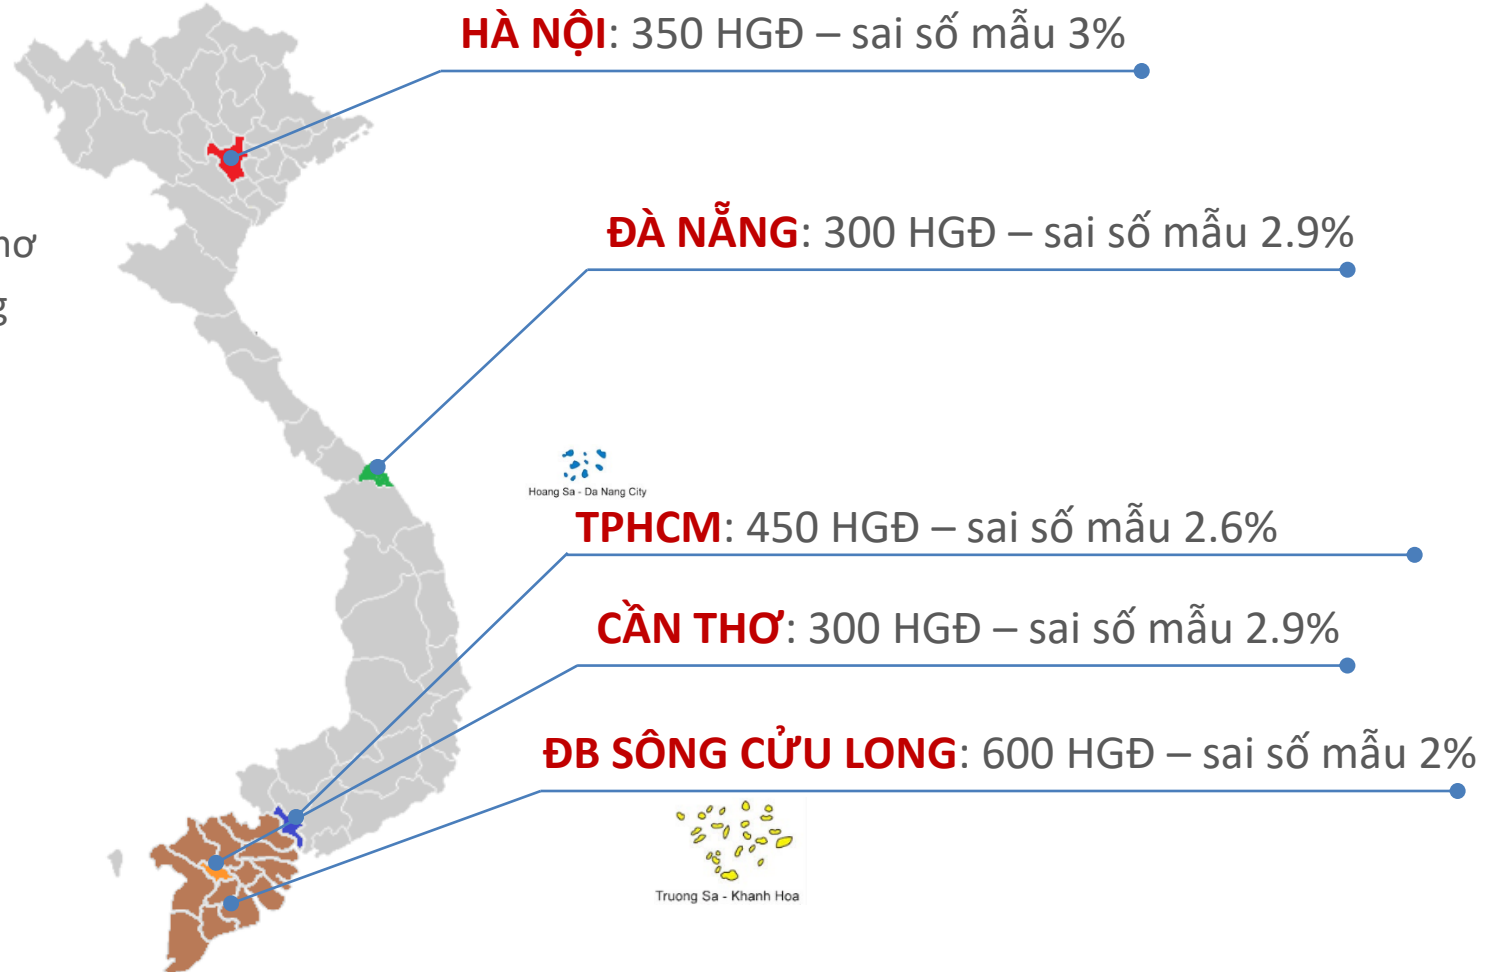 HÀ NỘI: 350 HGĐ – sai số mẫu 3%
ĐÀ NẴNG: 300 HGĐ – sai số mẫu 2.9%
Hoang Sa - Da Nang City
TPHCM: 450 HGĐ – sai số mẫu 2.6%
CẦN THƠ: 300 HGĐ – sai số mẫu 2.9%
ĐB SÔNG CỬU LONG: 600 HGĐ – sai số mẫu 2%
Truong Sa - Khanh Hoa